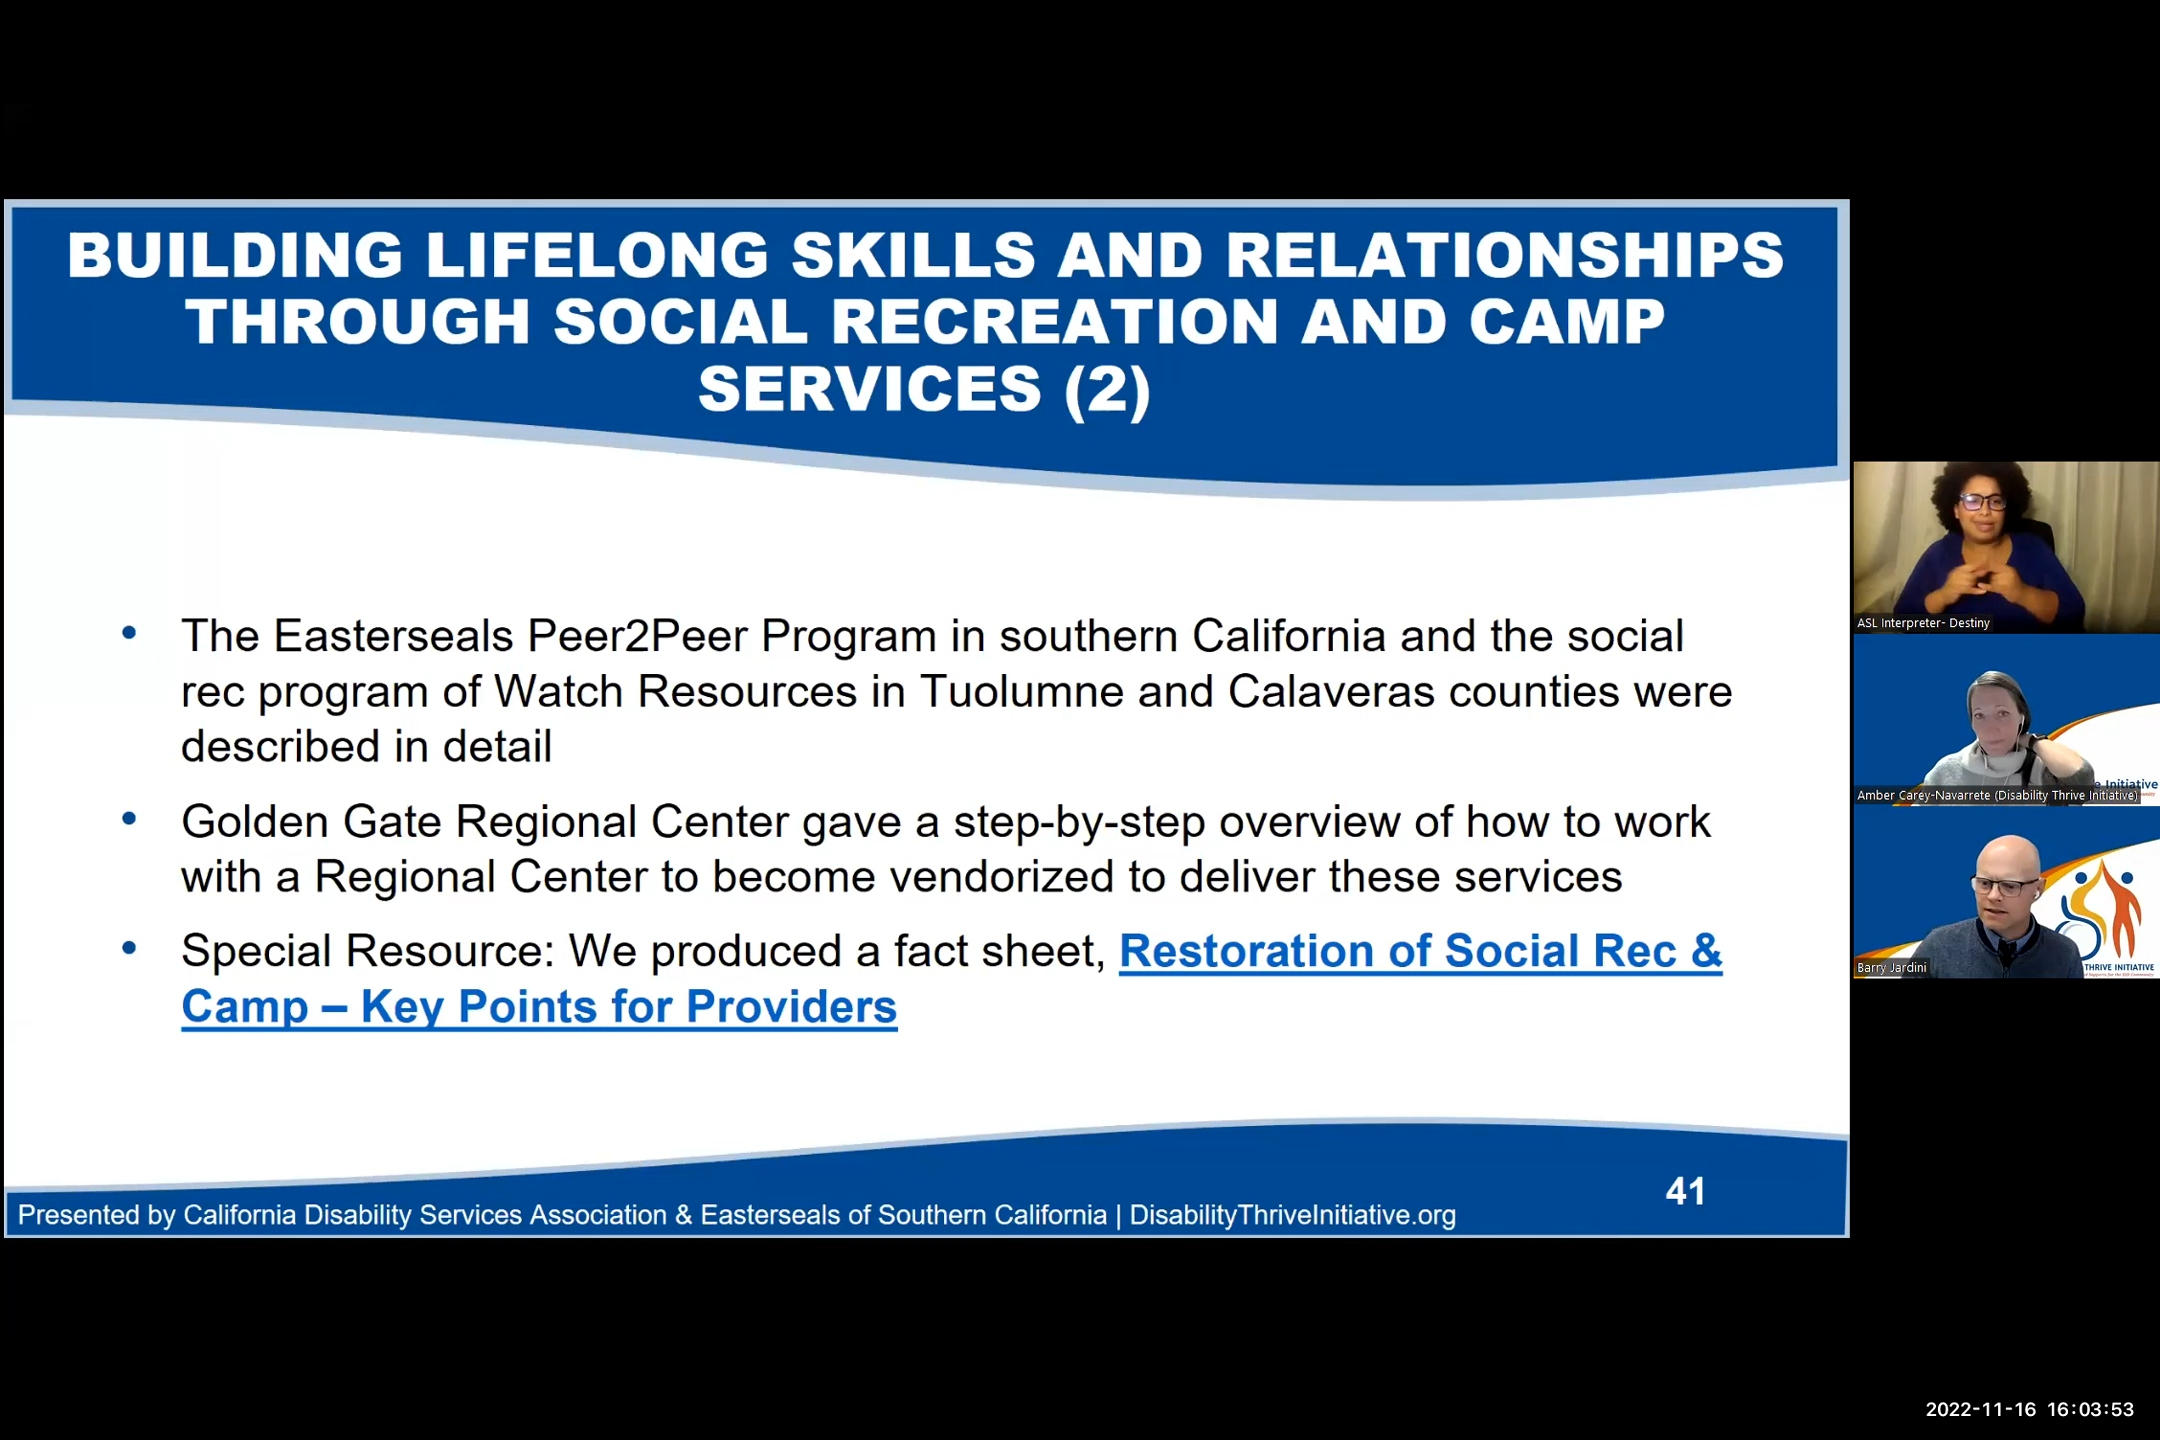 BUILDING LIFELONG SKILLS AND RELATIONSHIPS
THROUGH SOCIAL RECREATION AND CAMP
SERVICES (2)
• The Easterseals Peer2Peer Program in southern California and the social
rec program of Watch Resources in Tuolumne and Calaveras counties were
described in detail
• Golden Gate Regional Center gave a step-by-step overview of how to work
with a Regional Center to become vendorized to deliver these services
• Special Resource: We produced a fact sheet, Restoration of Social Rec &
Camp – Key Points for Providers
41
Presented by California Disability Services Association & Easterseals of Southern California | DisabilityThriveInitiative.org
ASL Interpreter- Destiny
e Initiative
Amber Carey-Navarrete (Disability Thrive Initiative)
THRIVE INITIATIVE
Barry Jardini
2022-11-16 16:03:53